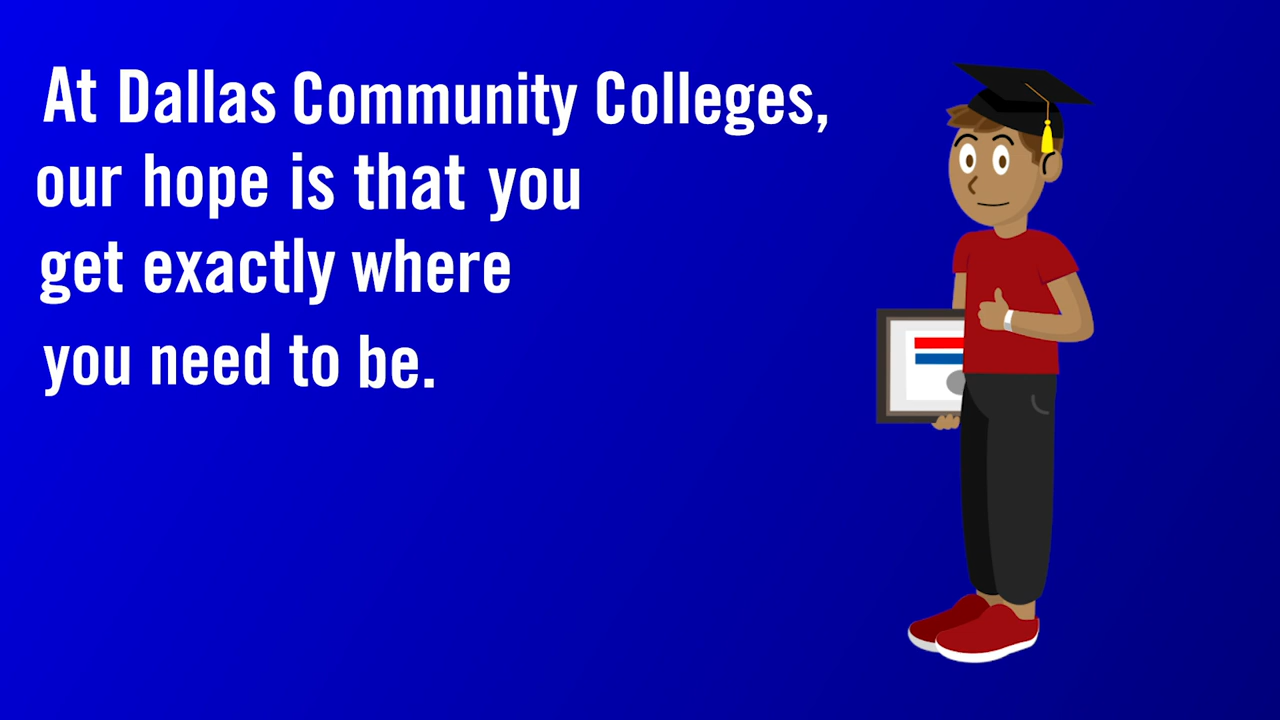 At Dallas Community Colleges,
our hope is that you
get exactly where
you need to be.